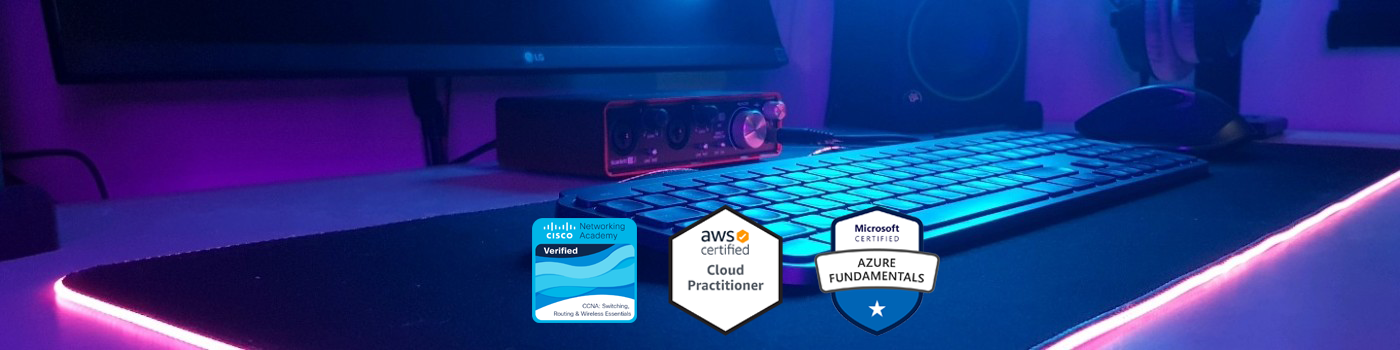 LG
CISCO
Networking
Academy
Verified
CCNA: Switching,
Routing & Wireless Essentials
aws
certified
Cloud
Practitioner
Microsoft
CERTIFIED
AZURE
FUNDAMENTALS